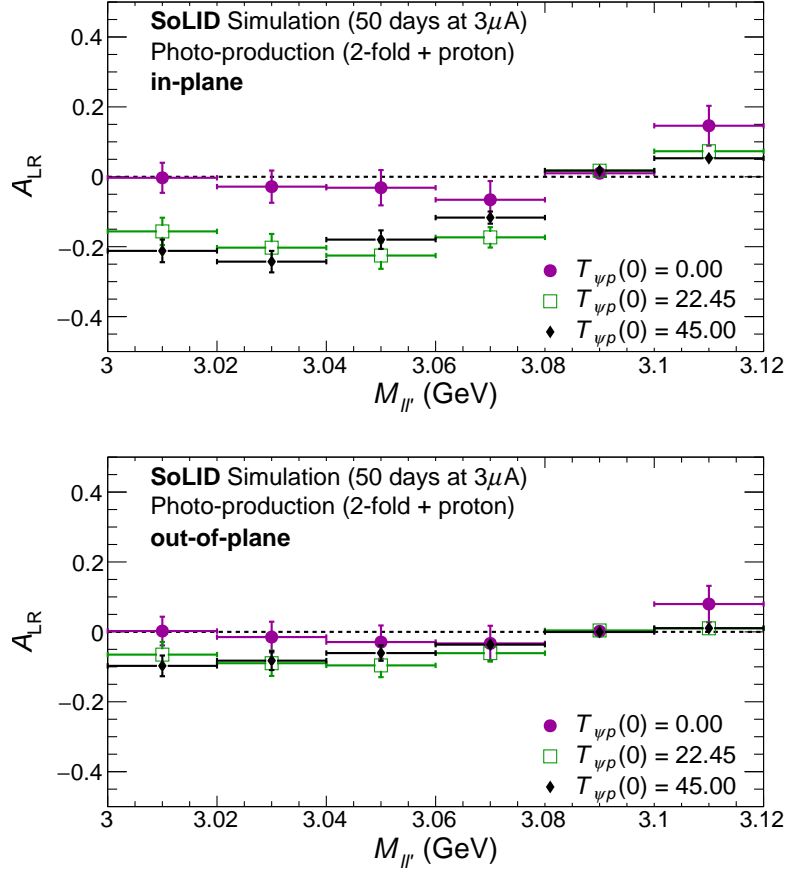 SoLID Simulation (50 days at 3μA)
Photo-production (2-fold + proton)
in-plane
0.4
0.2
0
−0.2
−0.4
A_LR
T_ψp(0) = 0.00
T_ψp(0) = 22.45
T_ψp(0) = 45.00
3 3.02 3.04 3.06 3.08 3.1 3.12
M_ll' (GeV)
SoLID Simulation (50 days at 3μA)
Photo-production (2-fold + proton)
out-of-plane
0.4
0.2
0
−0.2
−0.4
A_LR
T_ψp(0) = 0.00
T_ψp(0) = 22.45
T_ψp(0) = 45.00
3 3.02 3.04 3.06 3.08 3.1 3.12
M_ll' (GeV)